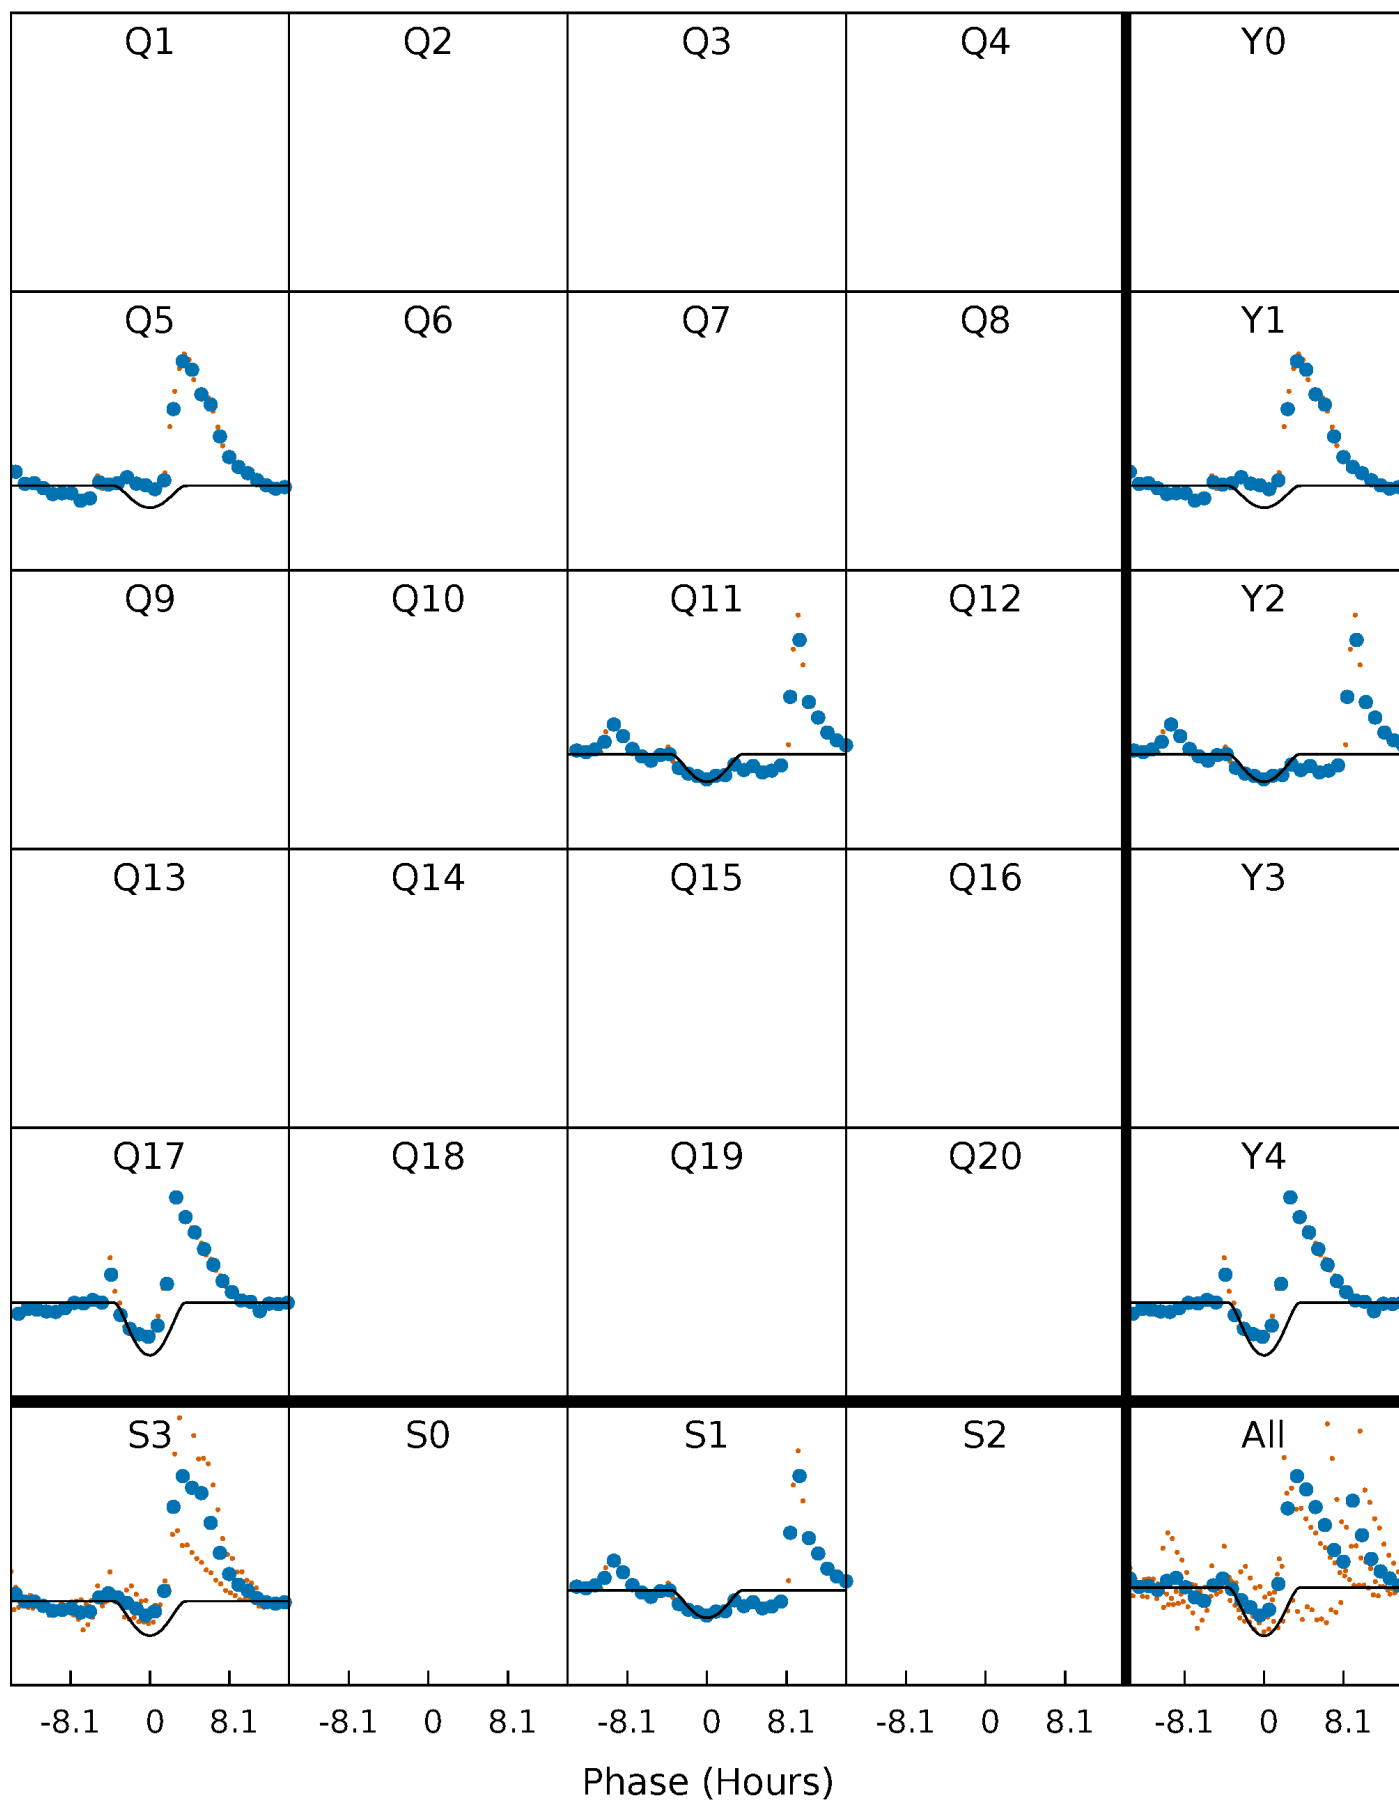 Q1 Q2 Q3 Q4 Y0
Q5 Q6 Q7 Q8 Y1
Q9 Q10 Q11 Q12 Y2
Q13 Q14 Q15 Q16 Y3
Q17 Q18 Q19 Q20 Y4
S3 S0 S1 S2 All
-8.1 0 8.1 -8.1 0 8.1 -8.1 0 8.1 -8.1 0 8.1 -8.1 0 8.1
Phase (Hours)